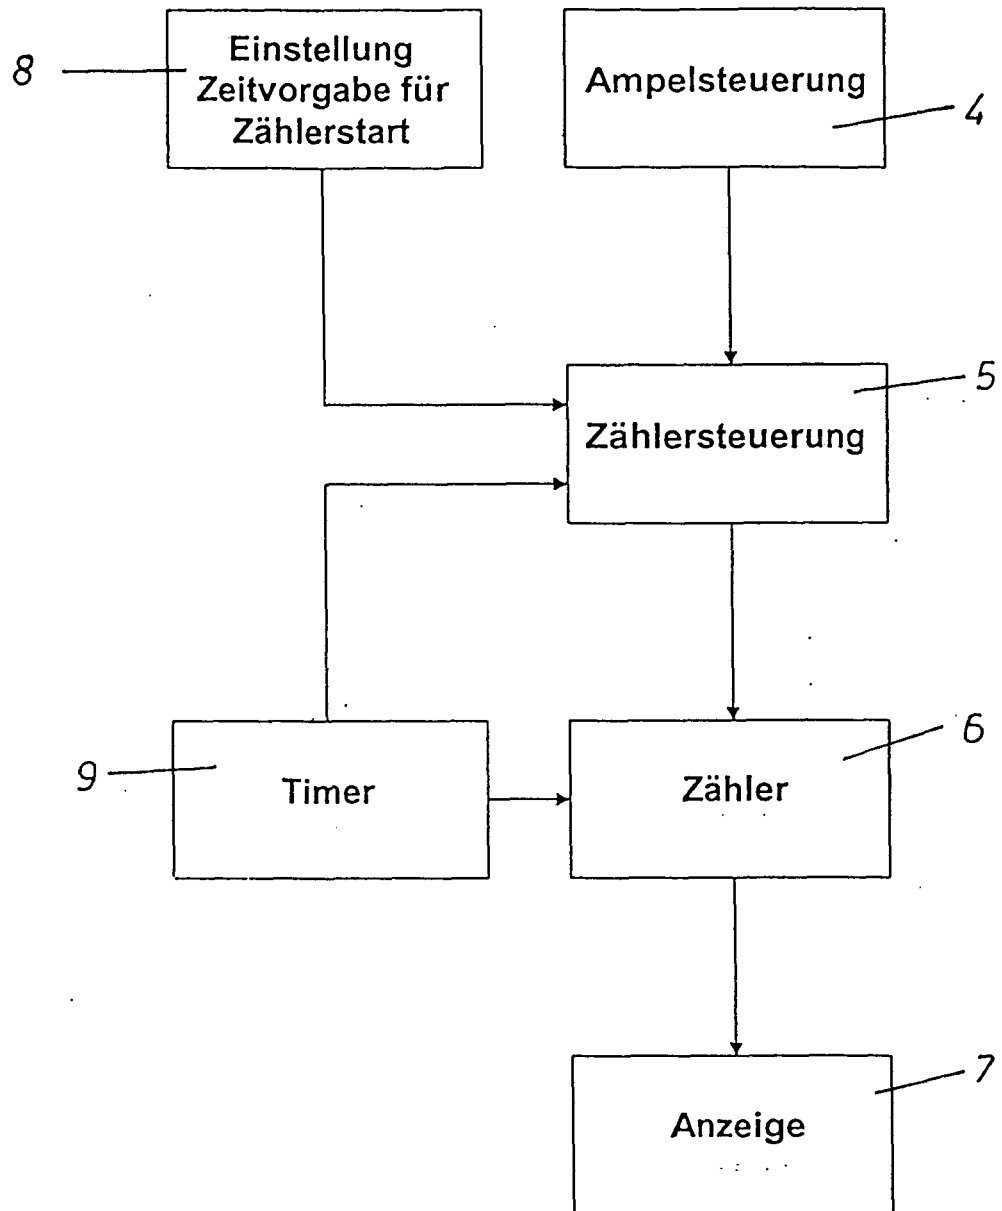 8
Einstellung
Zeitvorgabe für
Zählerstart
Ampelsteuerung
4
5
Zählersteuerung
9
Timer
6
Zähler
7
Anzeige